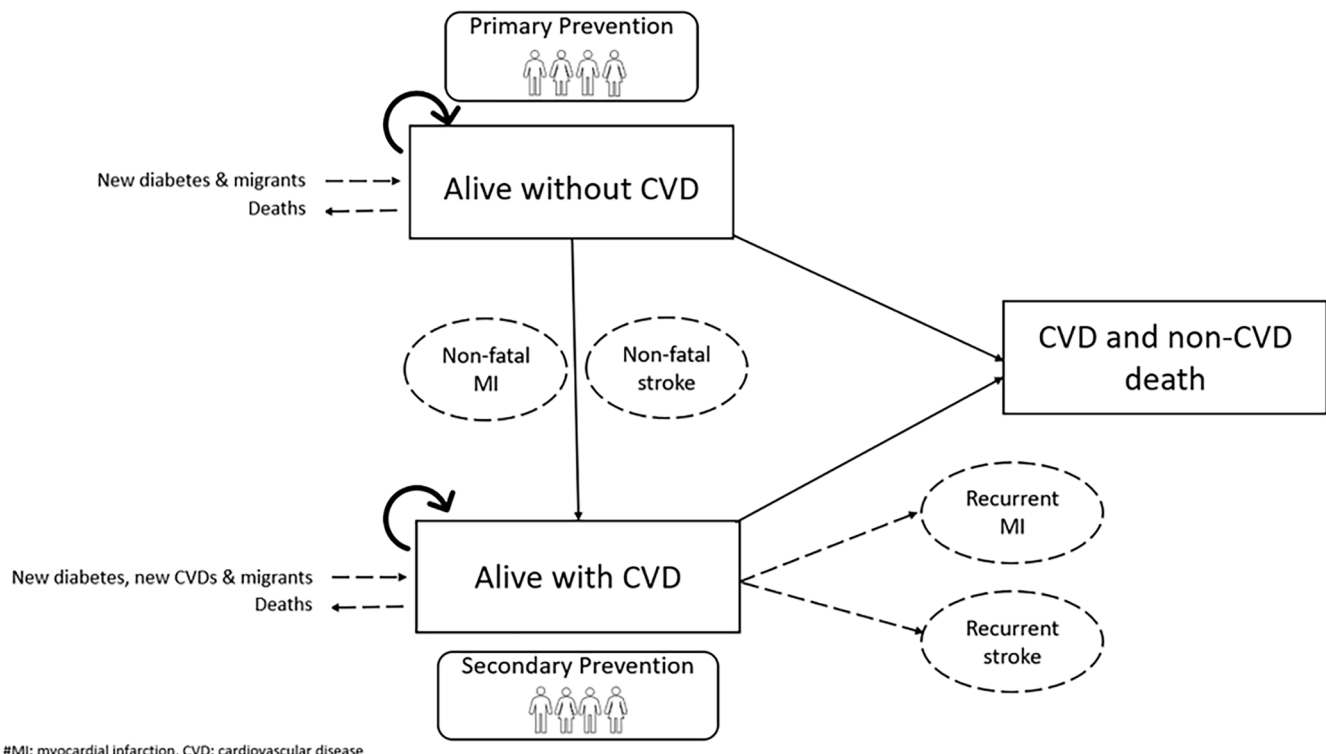 Primary Prevention
New diabetes & migrants
Deaths
Alive without CVD
Non-fatal
MI
Non-fatal
stroke
CVD and non-CVD
death
New diabetes, new CVDs & migrants
Deaths
Alive with CVD
Recurrent
MI
Recurrent
stroke
Secondary Prevention
#MI: myocardial infarction, CVD: cardiovascular disease